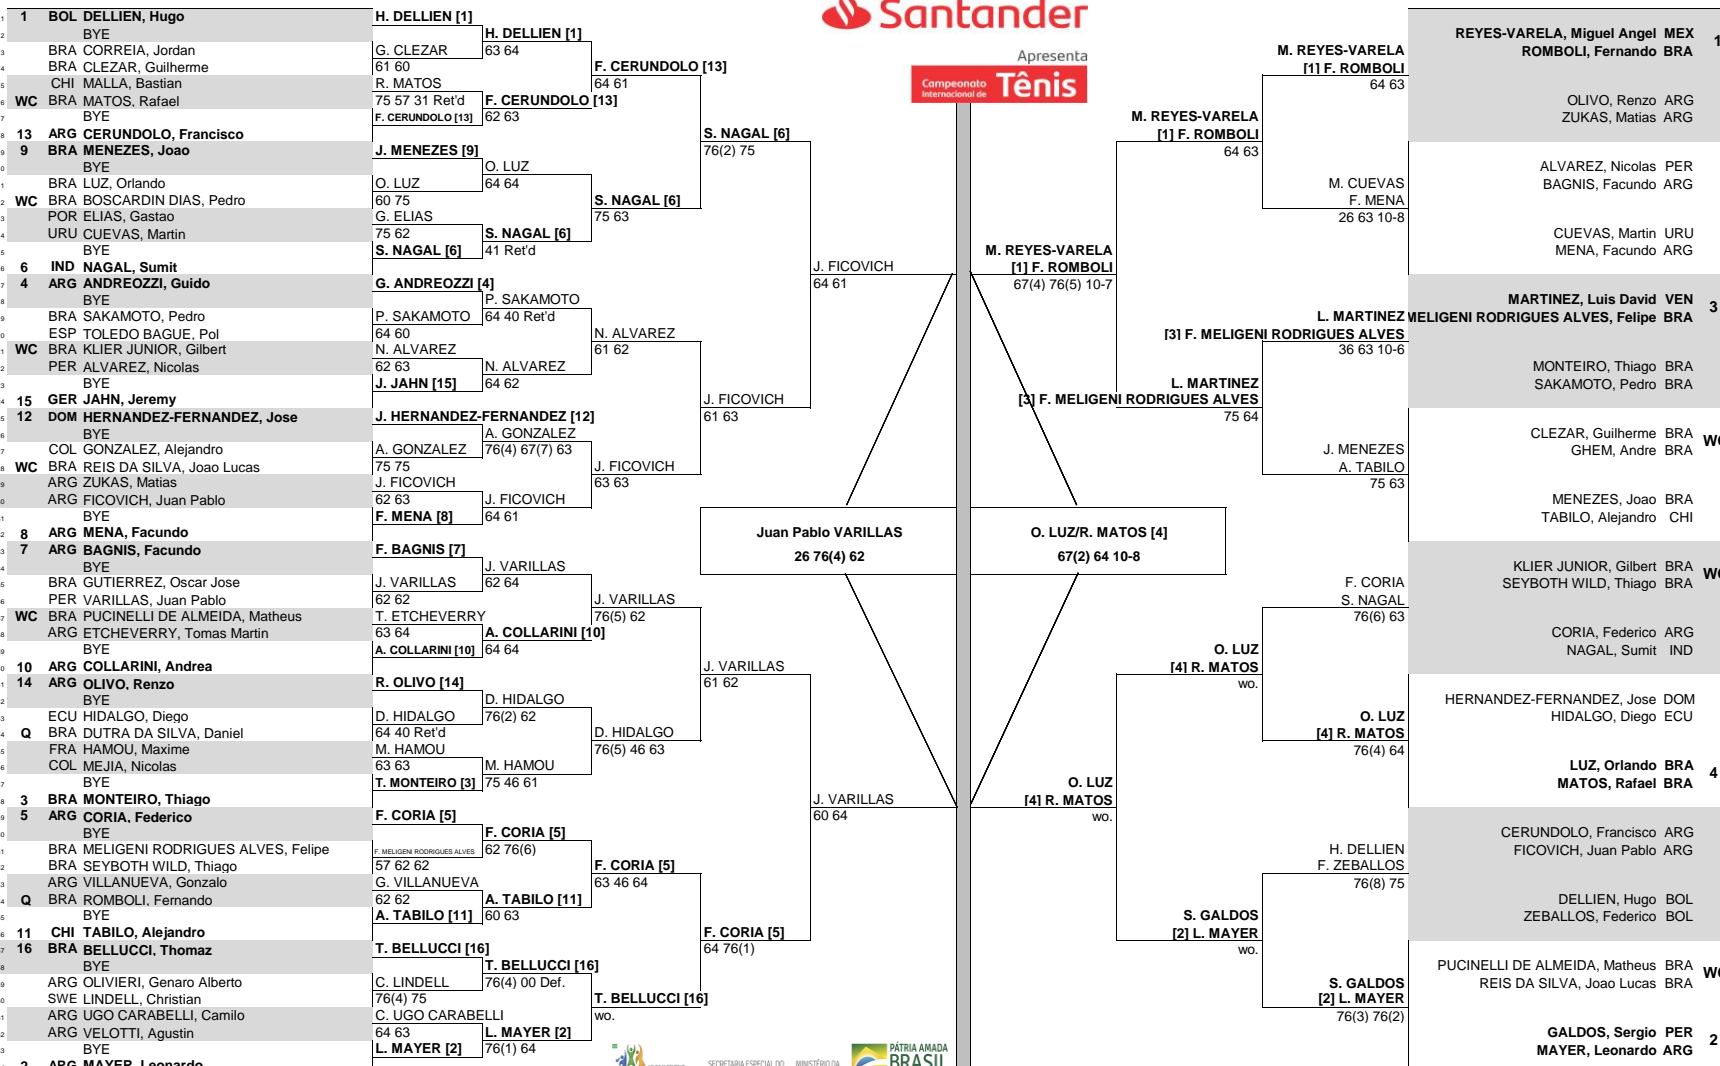 Santander
Apresenta
Campeonato
Internacional de
Tênis
1 BOL DELLIEN, Hugo
BYE
BRA CORREIA, Jordan
BRA CLEZAR, Guilherme
CHI MALLA, Bastian
WC BRA MATOS, Rafael
BYE
13 ARG CERUNDOLO, Francisco
9 BRA MENEZES, Joao
BYE
BRA LUZ, Orlando
WC BRA BOSCARDIN DIAS, Pedro
POR ELIAS, Gastao
URU CUEVAS, Martin
BYE
6 IND NAGAL, Sumit
4 ARG ANDREOZZI, Guido
BYE
BRA SAKAMOTO, Pedro
ESP TOLEDO BAGUE, Pol
WC BRA KLIER JUNIOR, Gilbert
PER ALVAREZ, Nicolas
BYE
15 GER JAHN, Jeremy
12 DOM HERNANDEZ-FERNANDEZ, Jose
BYE
COL GONZALEZ, Alejandro
WC BRA REIS DA SILVA, Joao Lucas
ARG ZUKAS, Matias
ARG FICOVICH, Juan Pablo
BYE
8 ARG MENA, Facundo
7 ARG BAGNIS, Facundo
BYE
BRA GUTIERREZ, Oscar Jose
PER VARILLAS, Juan Pablo
WC BRA PUCINELLI DE ALMEIDA, Matheus
ARG ETCHEVERRY, Tomas Martin
BYE
10 ARG COLLARINI, Andrea
14 ARG OLIVO, Renzo
BYE
ECU HIDALGO, Diego
Q BRA DUTRA DA SILVA, Daniel
FRA HAMOU, Maxime
COL MEJIA, Nicolas
BYE
3 BRA MONTEIRO, Thiago
5 ARG CORIA, Federico
BYE
BRA MELIGENI RODRIGUES ALVES, Felipe
BRA SEYBOTH WILD, Thiago
ARG VILLANUEVA, Gonzalo
Q BRA ROMBOLI, Fernando
BYE
11 CHI TABILO, Alejandro
16 BRA BELLUCCI, Thomaz
BYE
ARG OLIVIERI, Genaro Alberto
SWE LINDELL, Christian
ARG UGO CARABELLI, Camilo
ARG VELOTTI, Agustin
BYE
2 ARG MAYER, Leonardo
H. DELLIEN [1]
G. CLEZAR
61 60
R. MATOS
75 57 31 Ret'd
F. CERUNDOLO [13]
J. MENEZES [9]
O. LUZ
60 75
G. ELIAS
75 62
S. NAGAL [6]
G. ANDREOZZI [4]
P. SAKAMOTO
64 60
N. ALVAREZ
62 63
J. JAHN [15]
J. HERNANDEZ-FERNANDEZ [12]
A. GONZALEZ
75 75
J. FICOVICH
62 63
F. MENA [8]
F. BAGNIS [7]
J. VARILLAS
62 62
T. ETCHEVERRY
63 64
A. COLLARINI [10]
R. OLIVO [14]
D. HIDALGO
64 40 Ret'd
M. HAMOU
63 63
T. MONTEIRO [3]
F. CORIA [5]
F. MELIGENI RODRIGUES ALVES
57 62 62
G. VILLANUEVA
62 62
A. TABILO [11]
T. BELLUCCI [16]
C. LINDELL
76(4) 75
C. UGO CARABELLI
64 63
L. MAYER [2]
H. DELLIEN [1]
63 64
F. CERUNDOLO [13]
62 63
O. LUZ
64 64
S. NAGAL [6]
41 Ret'd
P. SAKAMOTO
64 40 Ret'd
N. ALVAREZ
64 62
A. GONZALEZ
76(4) 67(7) 63
J. FICOVICH
64 61
J. VARILLAS
62 64
A. COLLARINI [10]
64 64
D. HIDALGO
76(2) 62
M. HAMOU
75 46 61
F. CORIA [5]
62 76(6)
A. TABILO [11]
60 63
T. BELLUCCI [16]
76(4) 00 Def.
L. MAYER [2]
76(1) 64
F. CERUNDOLO [13]
64 61
S. NAGAL [6]
75 63
N. ALVAREZ
61 62
J. FICOVICH
63 63
J. VARILLAS
76(5) 62
D. HIDALGO
76(5) 46 63
F. CORIA [5]
63 46 64
T. BELLUCCI [16]
wo.
S. NAGAL [6]
76(2) 75
J. FICOVICH
61 63
J. VARILLAS
61 62
F. CORIA [5]
64 76(1)
J. FICOVICH
64 61
J. VARILLAS
60 64
Juan Pablo VARILLAS
26 76(4) 62
O. LUZ/R. MATOS [4]
67(2) 64 10-8
M. REYES-VARELA
[1] F. ROMBOLI
67(4) 76(5) 10-7
O. LUZ
[4] R. MATOS
wo.
M. REYES-VARELA
[1] F. ROMBOLI
64 63
L. MARTINEZ
[3] F. MELIGENI RODRIGUES ALVES
75 64
O. LUZ
[4] R. MATOS
wo.
S. GALDOS
[2] L. MAYER
wo.
M. REYES-VARELA
[1] F. ROMBOLI
64 63
M. CUEVAS
F. MENA
26 63 10-8
L. MARTINEZ
[3] F. MELIGENI RODRIGUES ALVES
36 63 10-6
J. MENEZES
A. TABILO
75 63
F. CORIA
S. NAGAL
76(6) 63
O. LUZ
[4] R. MATOS
76(4) 64
H. DELLIEN
F. ZEBALLOS
76(8) 75
S. GALDOS
[2] L. MAYER
76(3) 76(2)
REYES-VARELA, Miguel Angel MEX 1
ROMBOLI, Fernando BRA
OLIVO, Renzo ARG
ZUKAS, Matias ARG
ALVAREZ, Nicolas PER
BAGNIS, Facundo ARG
CUEVAS, Martin URU
MENA, Facundo ARG
MARTINEZ, Luis David VEN 3
MELIGENI RODRIGUES ALVES, Felipe BRA
MONTEIRO, Thiago BRA
SAKAMOTO, Pedro BRA
CLEZAR, Guilherme BRA WC
GHEM, Andre BRA
MENEZES, Joao BRA
TABILO, Alejandro CHI
KLIER JUNIOR, Gilbert BRA WC
SEYBOTH WILD, Thiago BRA
CORIA, Federico ARG
NAGAL, Sumit IND
HERNANDEZ-FERNANDEZ, Jose DOM
HIDALGO, Diego ECU
LUZ, Orlando BRA 4
MATOS, Rafael BRA
CERUNDOLO, Francisco ARG
FICOVICH, Juan Pablo ARG
DELLIEN, Hugo BOL
ZEBALLOS, Federico BOL
PUCINELLI DE ALMEIDA, Matheus BRA WC
REIS DA SILVA, Joao Lucas BRA
GALDOS, Sergio PER 2
MAYER, Leonardo ARG
SECRETARIA ESPECIAL DO
MINISTÉRIO DA
PÁTRIA AMADA
BRASIL